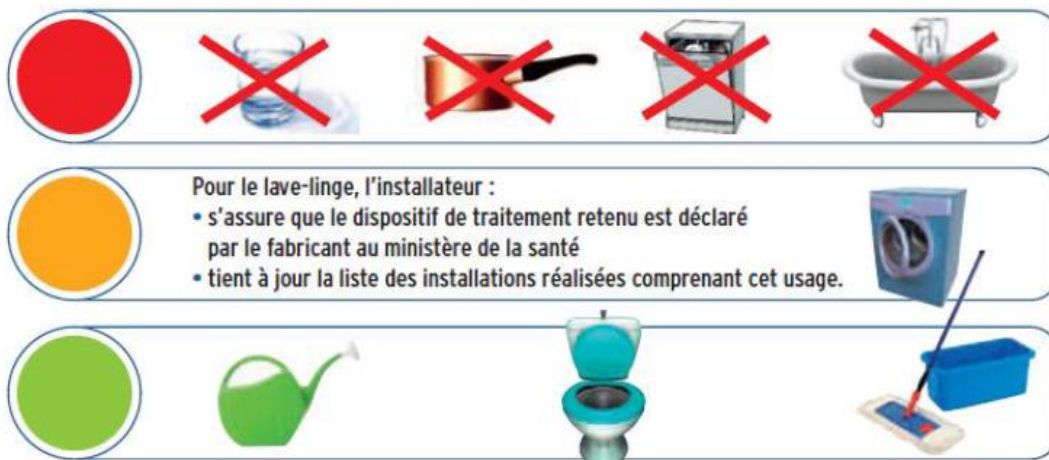 Pour le lave-linge, l'installateur :
• s'assure que le dispositif de traitement retenu est déclaré
par le fabricant au ministère de la santé
• tient à jour la liste des installations réalisées comprenant cet usage.